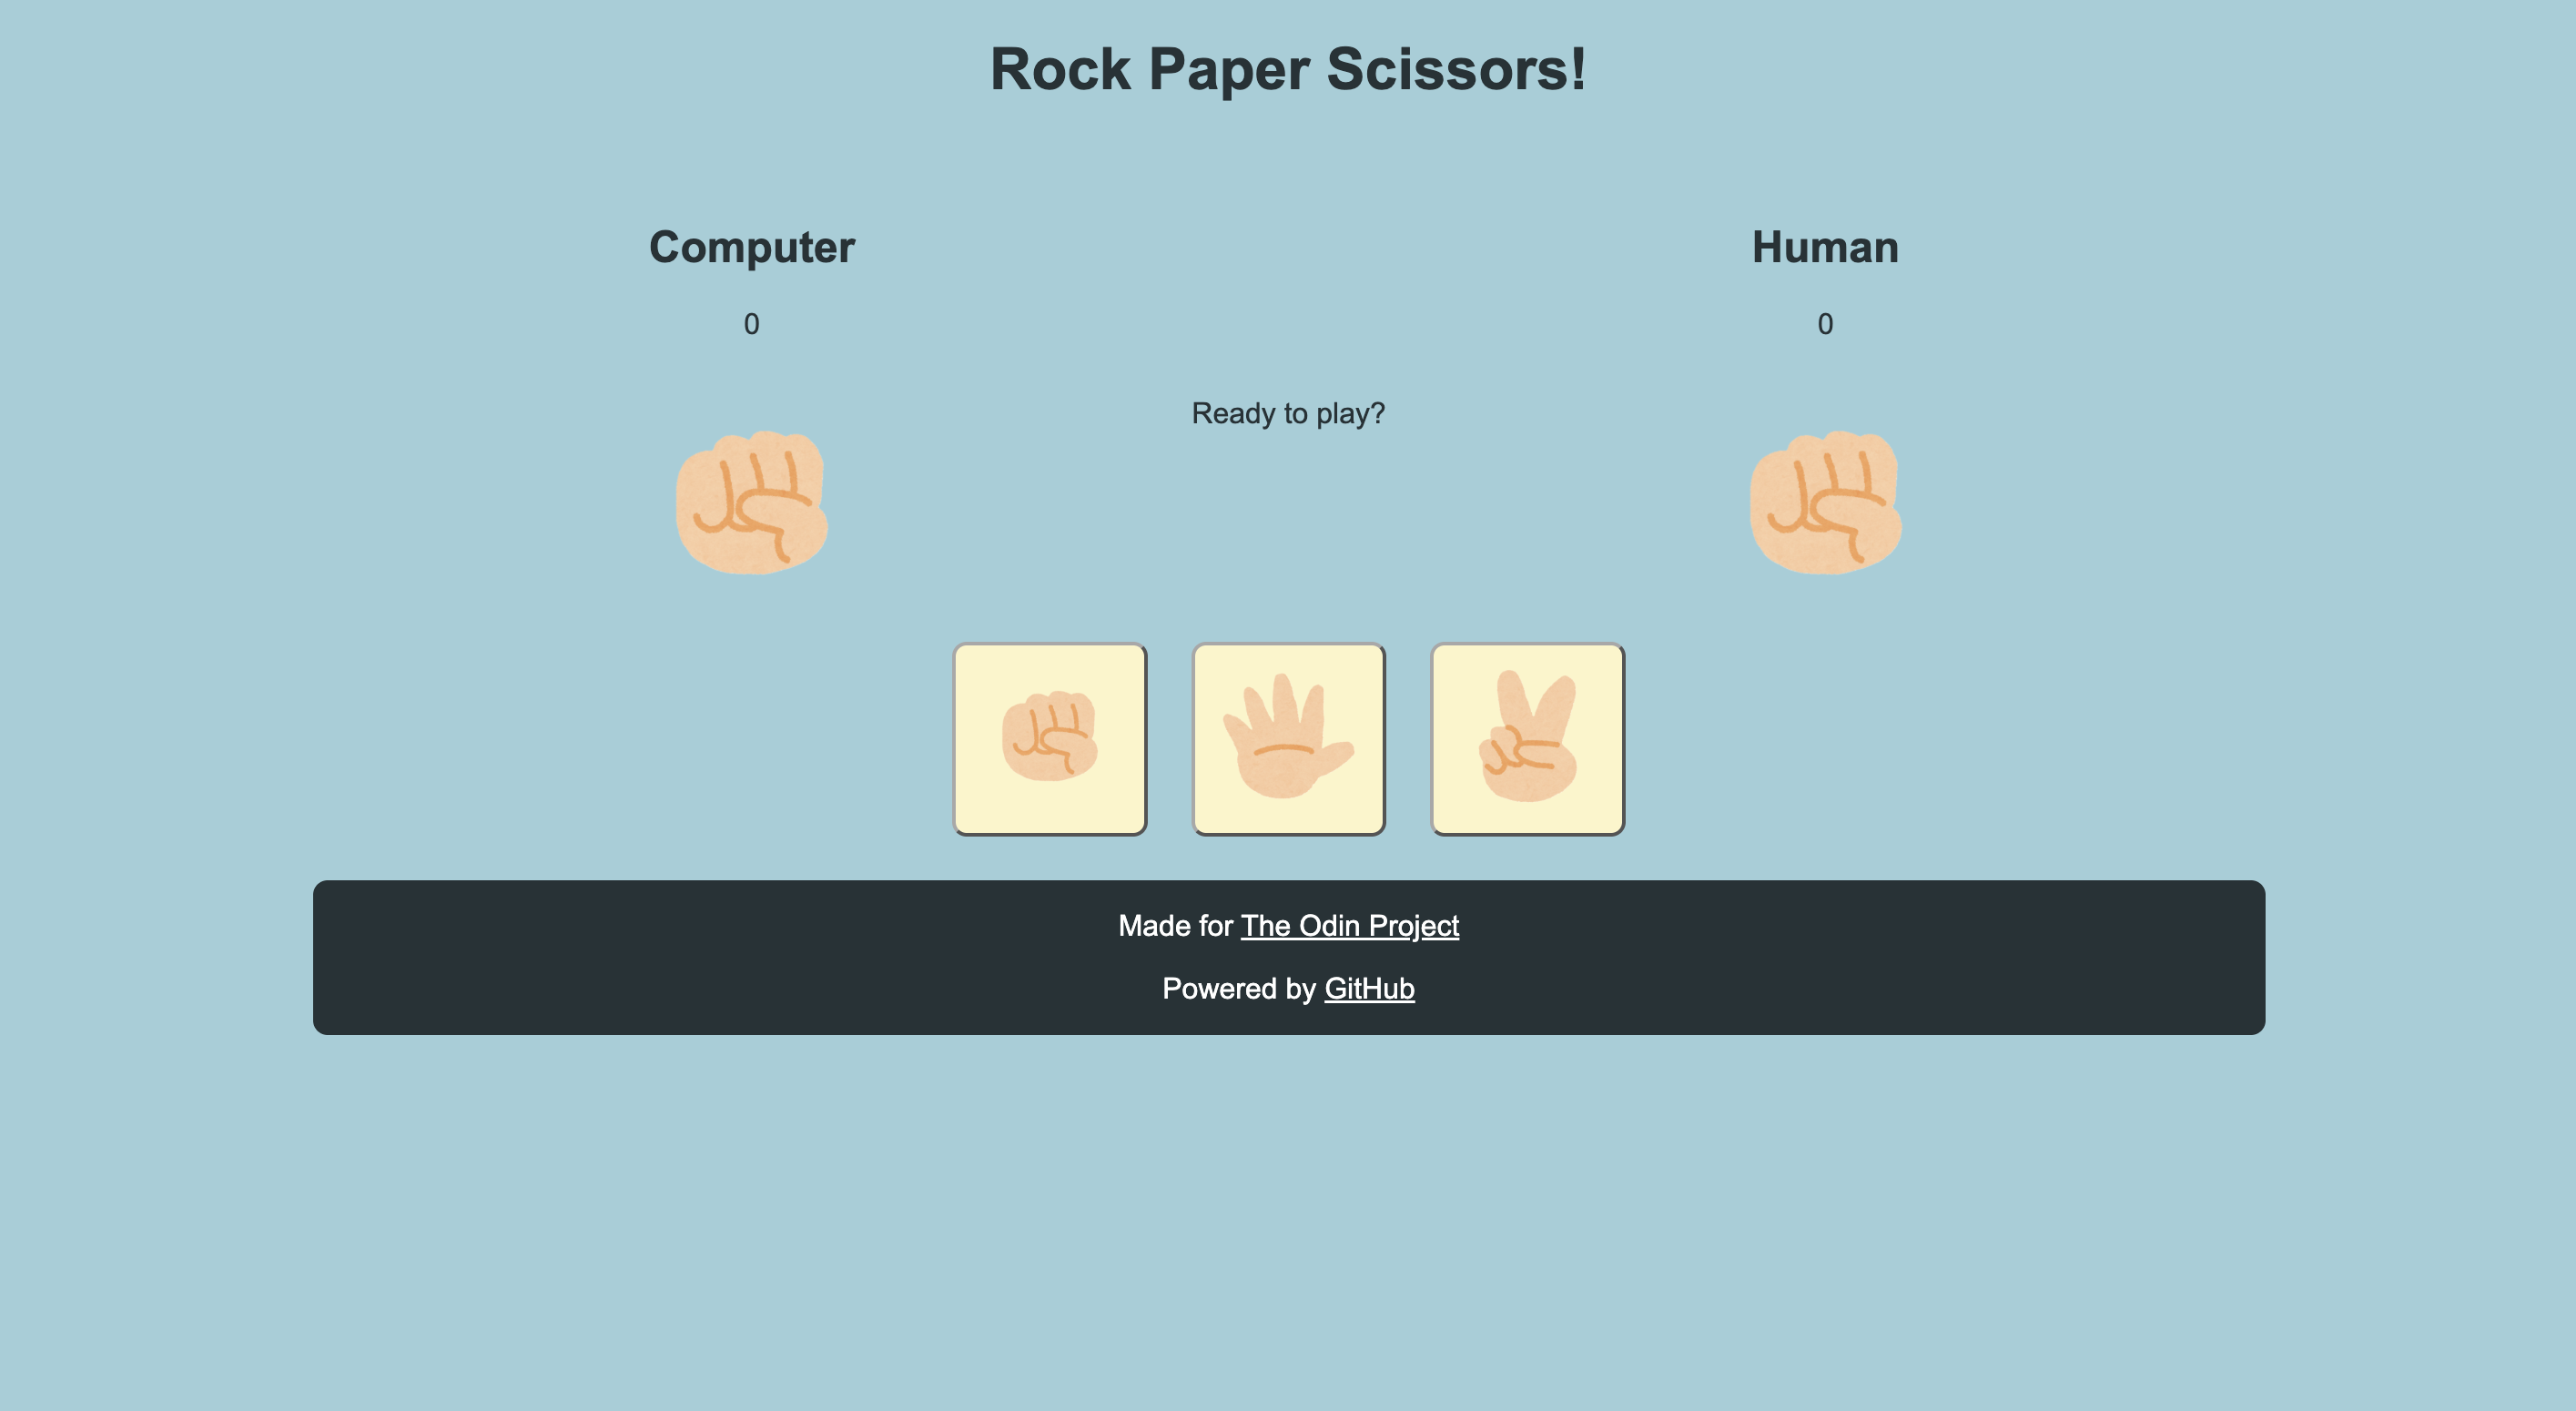 Rock Paper Scissors!
Computer
Human
0
0
Ready to play?
Made for The Odin Project
Powered by GitHub